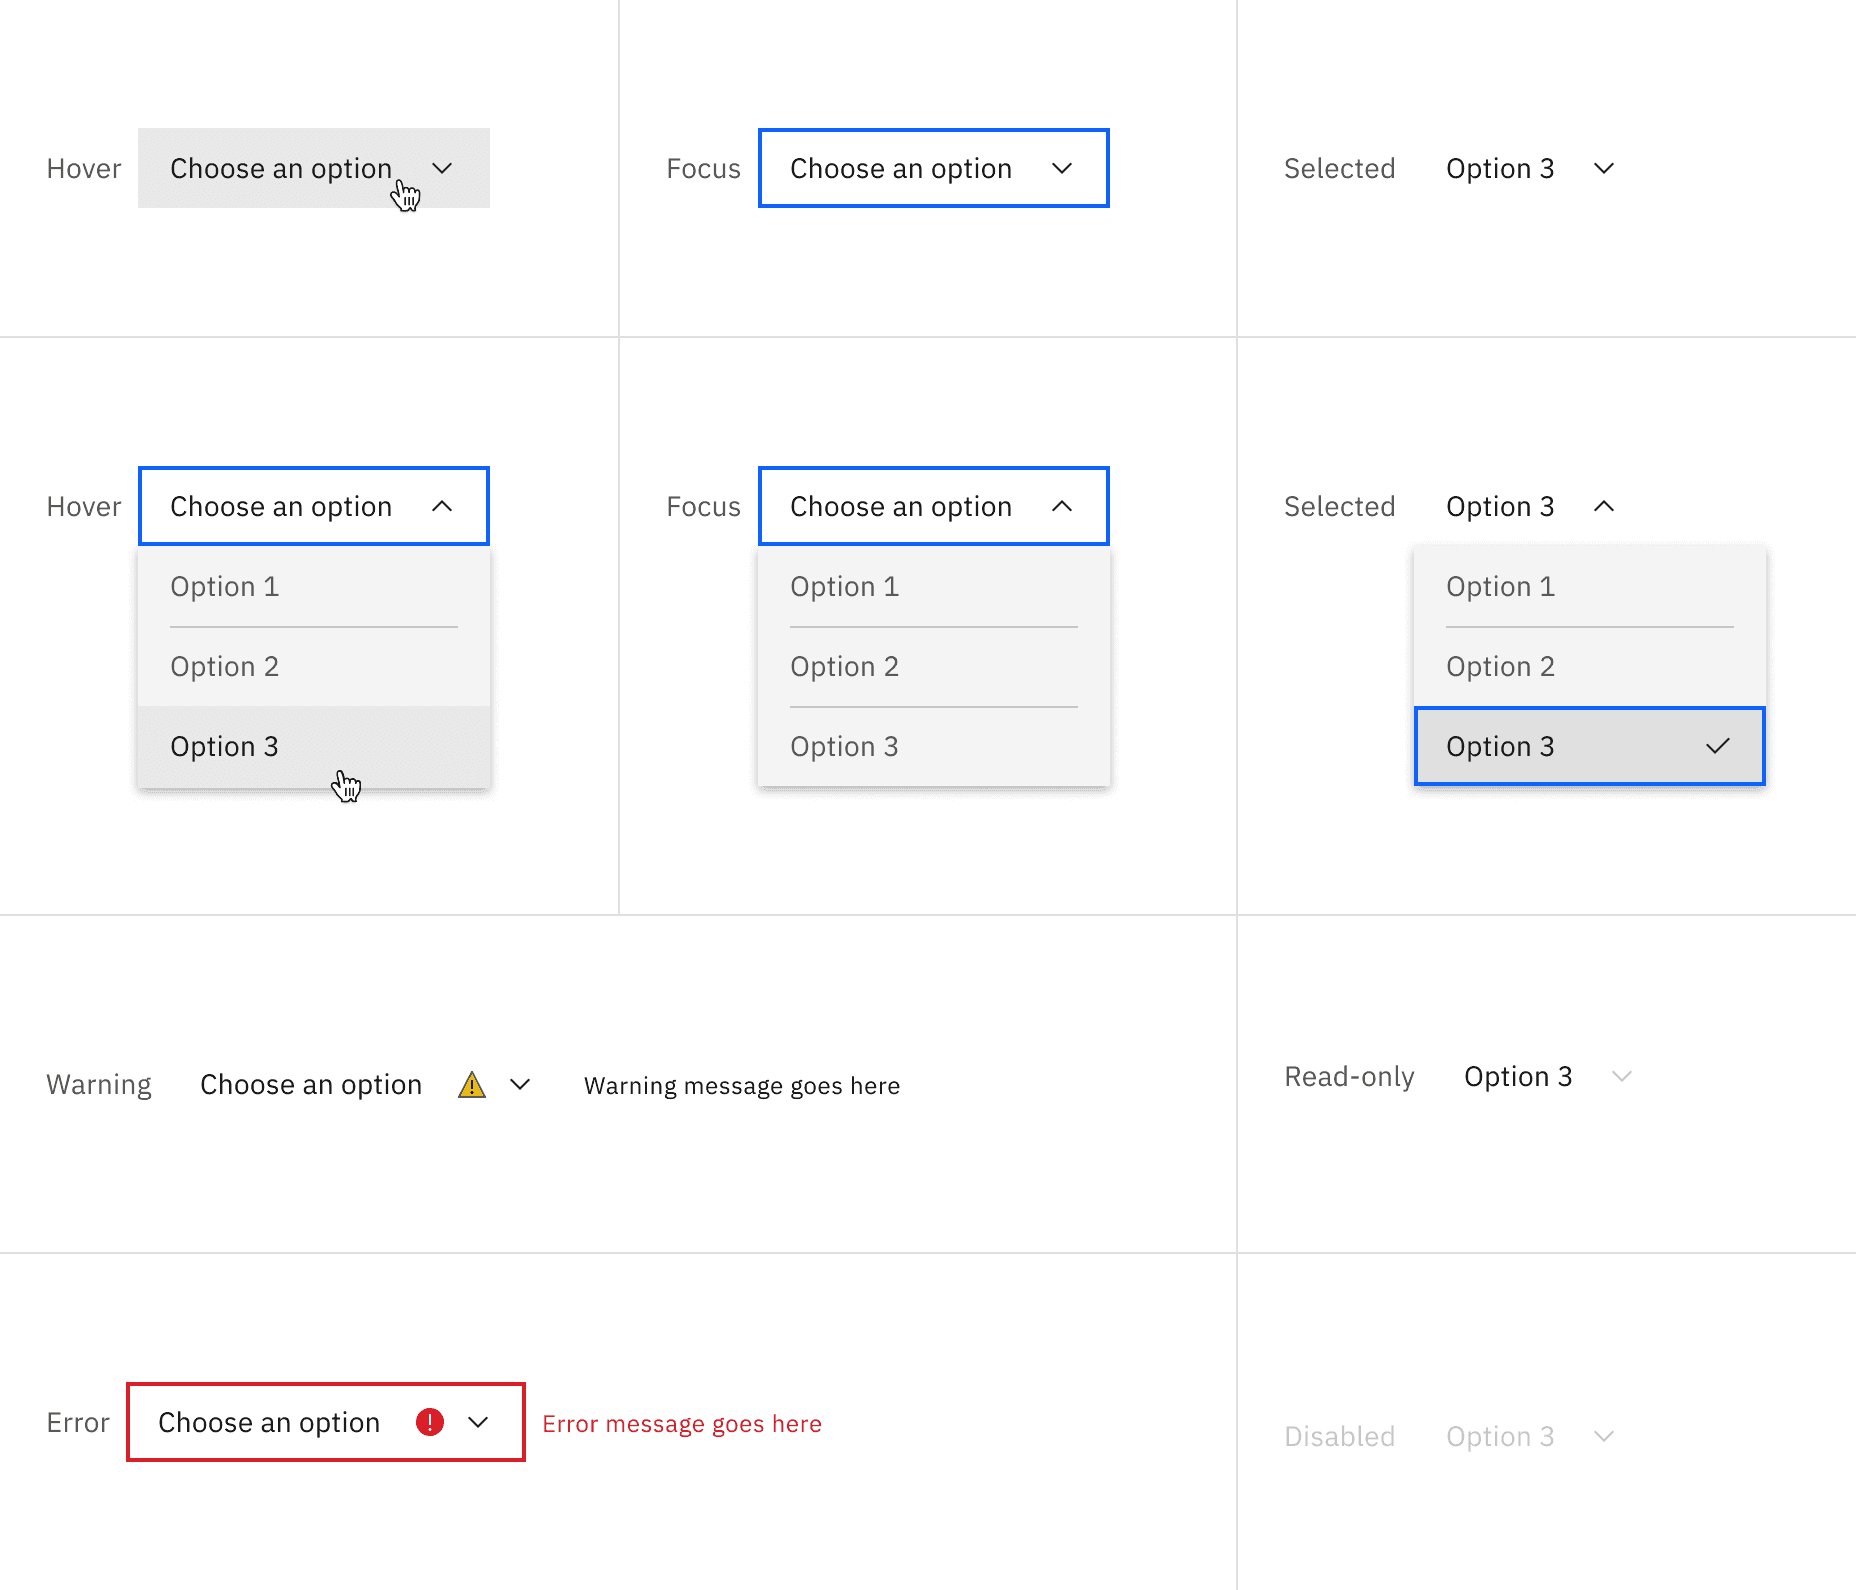 Hover Choose an option
Focus Choose an option
Selected Option 3
Hover Choose an option
Option 1
Option 2
Option 3
Focus Choose an option
Option 1
Option 2
Option 3
Selected Option 3
Option 1
Option 2
Option 3
Warning Choose an option Warning message goes here
Read-only Option 3
Error Choose an option Error message goes here
Disabled Option 3